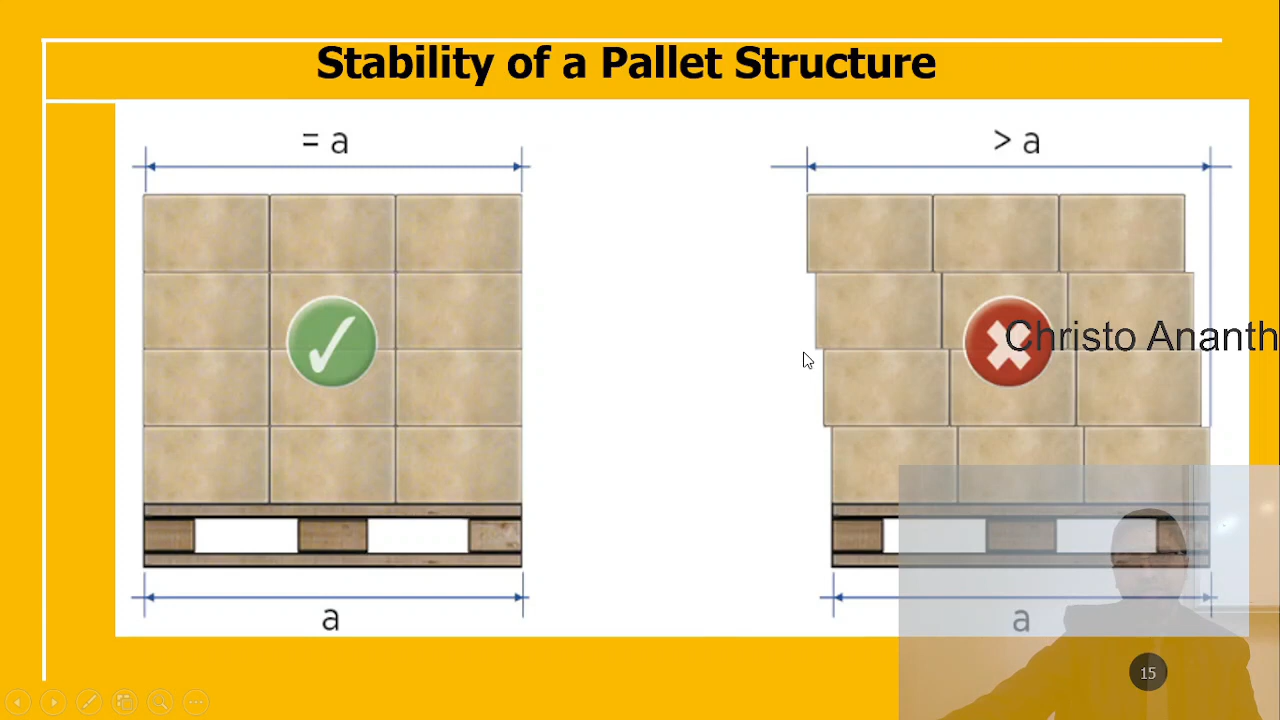 Stability of a Pallet Structure
= a
> a
Christo Ananth
a
a
15